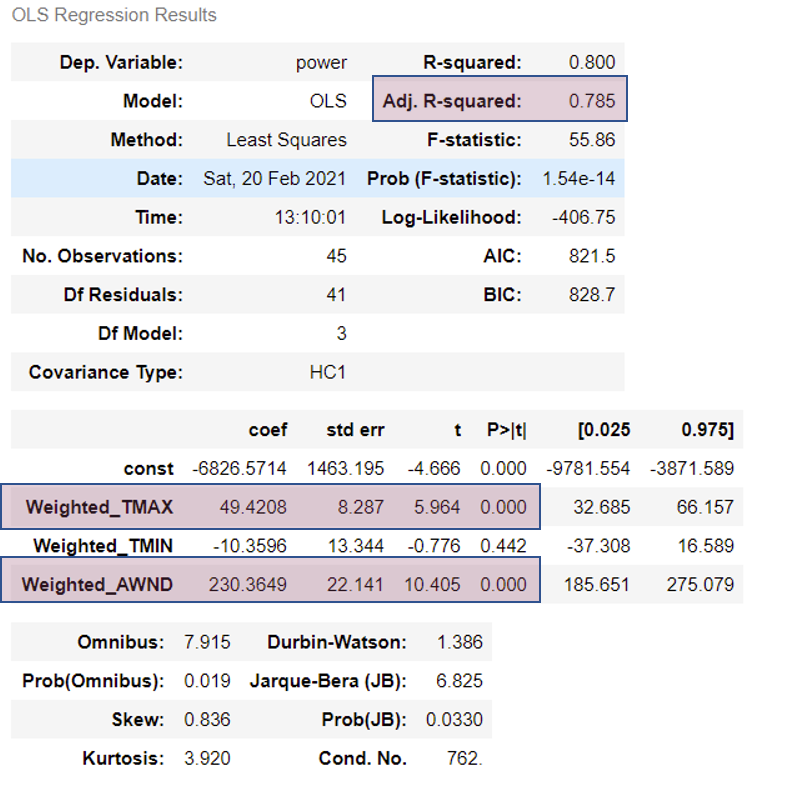 OLS Regression Results
Dep. Variable: power R-squared: 0.800
Model: OLS Adj. R-squared: 0.785
Method: Least Squares F-statistic: 55.86
Date: Sat, 20 Feb 2021 Prob (F-statistic): 1.54e-14
Time: 13:10:01 Log-Likelihood: -406.75
No. Observations: 45 AIC: 821.5
Df Residuals: 41 BIC: 828.7
Df Model: 3
Covariance Type: HC1
coef std err t P>|t| [0.025 0.975]
const -6826.5714 1463.195 -4.666 0.000 -9781.554 -3871.589
Weighted_TMAX 49.4208 8.287 5.964 0.000 32.685 66.157
Weighted_TMIN -10.3596 13.344 -0.776 0.442 -37.308 16.589
Weighted_AWND 230.3649 22.141 10.405 0.000 185.651 275.079
Omnibus: 7.915 Durbin-Watson: 1.386
Prob(Omnibus): 0.019 Jarque-Bera (JB): 6.825
Skew: 0.836 Prob(JB): 0.0330
Kurtosis: 3.920 Cond. No. 762.